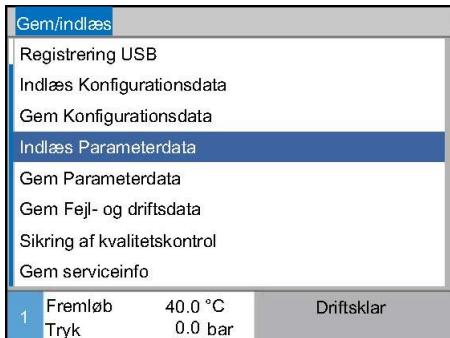 Gem/indlæs
Registrering USB
Indlæs Konfigurationsdata
Gem Konfigurationsdata
Indlæs Parameterdata
Gem Parameterdata
Gem Fejl- og driftsdata
Sikring af kvalitetskontrol
Gem serviceinfo
1 Fremløb 40.0 °C Driftsklar
Tryk 0.0 bar